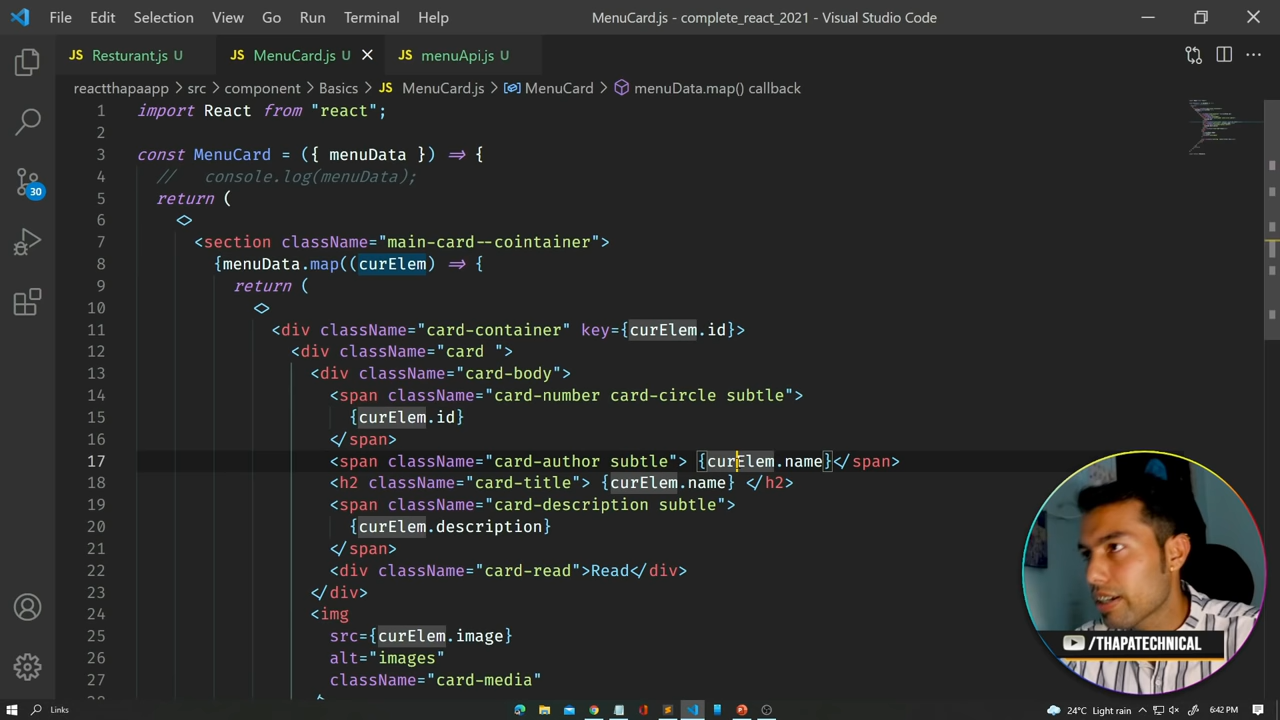 File Edit Selection View Go Run Terminal Help MenuCard.js - complete_react_2021 - Visual Studio Code
JS Resturant.js U JS MenuCard.js U JS menuApi.js U
reactthapaapp > src > component > Basics > JS MenuCard.js > MenuCard > menuData.map() callback
1 import React from "react";
2
3 const MenuCard = ({ menuData }) => {
4 // console.log(menuData);
5 return (
6 <>
7 <section className="main-card--cointainer">
8 {menuData.map((curElem) => {
9 return (
10 <>
11 <div className="card-container" key={curElem.id}>
12 <div className="card ">
13 <div className="card-body">
14 <span className="card-number card-circle subtle">
15 {curElem.id}
16 </span>
17 <span className="card-author subtle"> {curElem.name}</span>
18 <h2 className="card-title"> {curElem.name} </h2>
19 <span className="card-description subtle">
20 {curElem.description}
21 </span>
22 <div className="card-read">Read</div>
23 </div>
24 <img
25 src={curElem.image}
26 alt="images"
27 className="card-media"
28 />
30
/THAPATECHNICAL
Links 24°C Light rain 6:42 PM